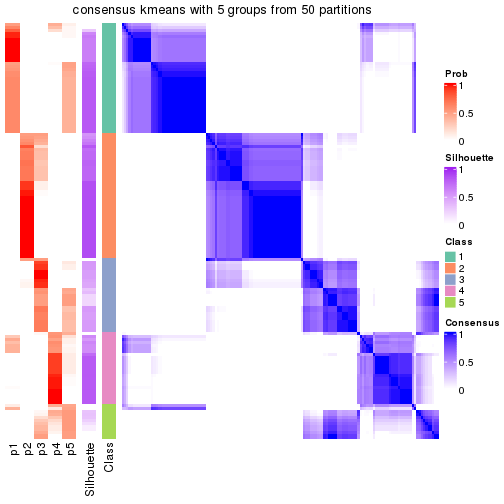 consensus kmeans with 5 groups from 50 partitions
Prob
1
0.5
0
Silhouette
1
0.5
0
Class
1
2
3
4
5
Consensus
1
0.5
0
p1
p2
p3
p4
p5
Silhouette
Class